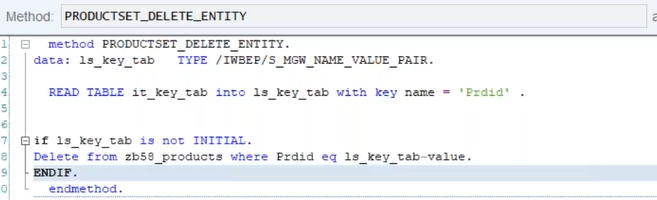 Method: PRODUCTSET_DELETE_ENTITY
1 method PRODUCTSET_DELETE_ENTITY.
2 data: ls_key_tab TYPE /IWBEP/S_MGW_NAME_VALUE_PAIR.
3
4 READ TABLE it_key_tab into ls_key_tab with key name = 'Prdid' .
5
6
7 if ls_key_tab is not INITIAL.
8 Delete from zb58_products where Prdid eq ls_key_tab-value.
9 ENDIF.
0 endmethod.